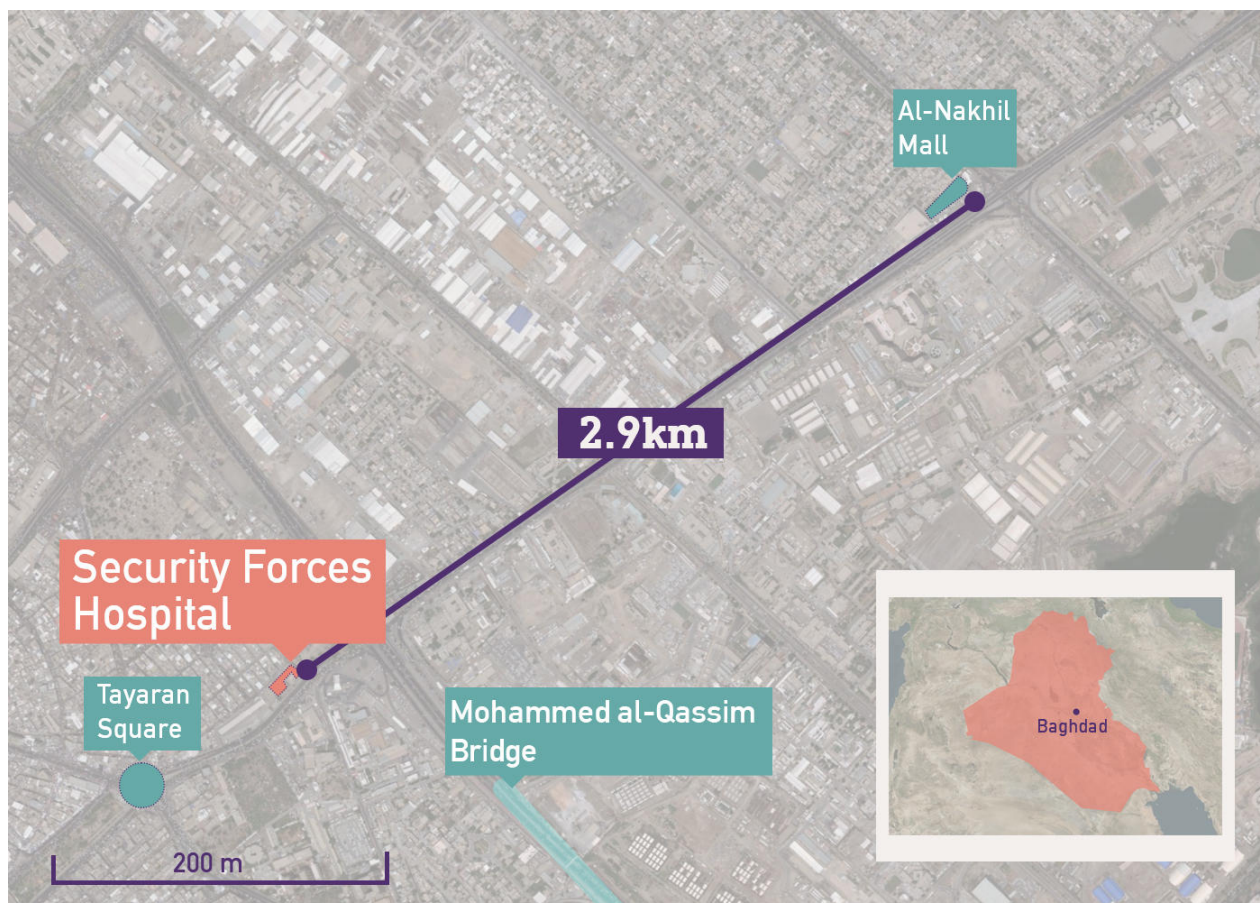 Al-Nakhil
Mall
2.9km
Security Forces
Hospital
Tayaran
Square
Mohammed al-Qassim
Bridge
Baghdad
200 m